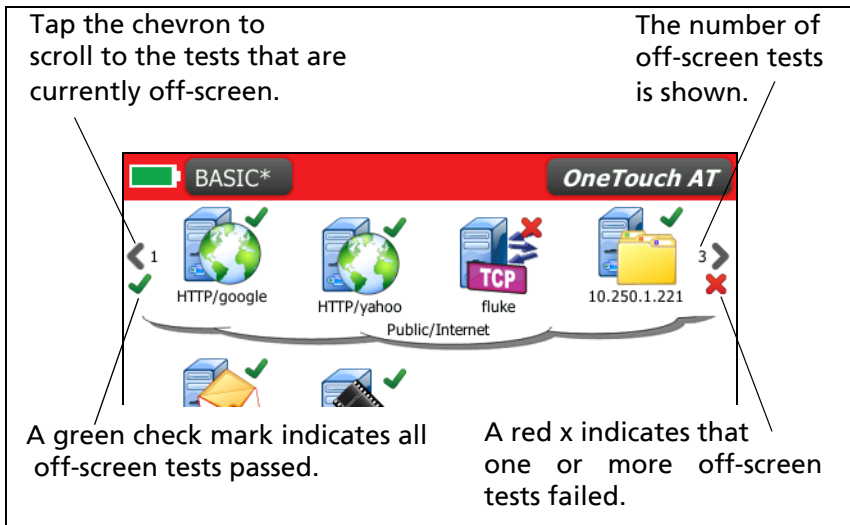 Tap the chevron to
scroll to the tests that are
currently off-screen.
The number of
off-screen tests
is shown.
BASIC*
OneTouch AT
1
HTTP/google
HTTP/yahoo
TCP
fluke
10.250.1.221
3
Public/Internet
A green check mark indicates all
off-screen tests passed.
A red x indicates that
one or more off-screen
tests failed.